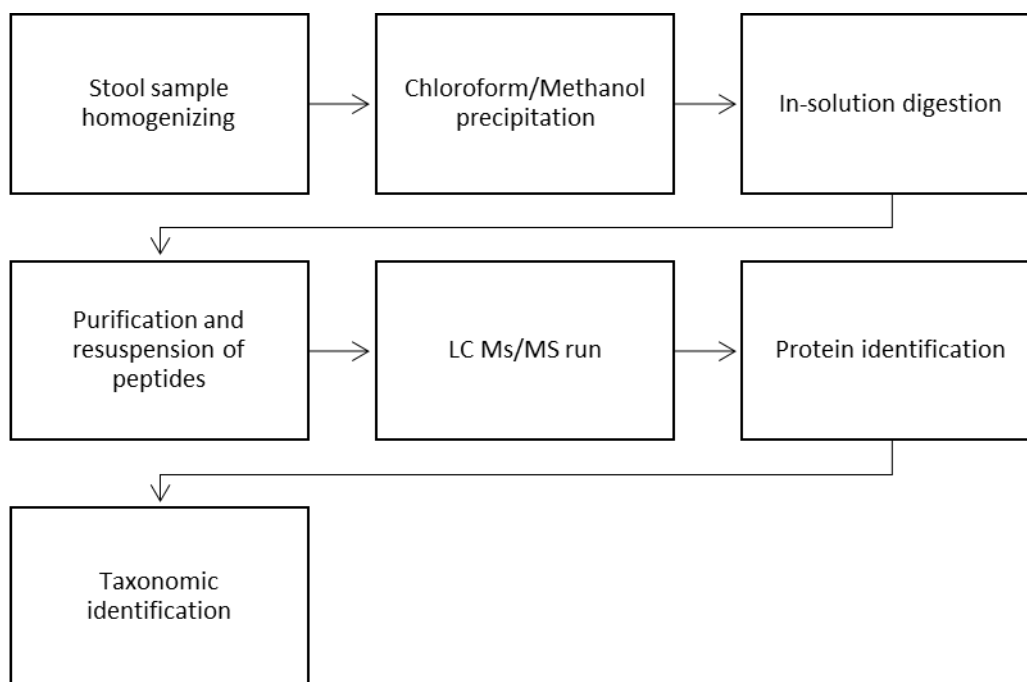 Stool sample
homogenizing
Chloroform/Methanol
precipitation
In-solution digestion
Purification and
resuspension of
peptides
LC Ms/MS run
Protein identification
Taxonomic
identification